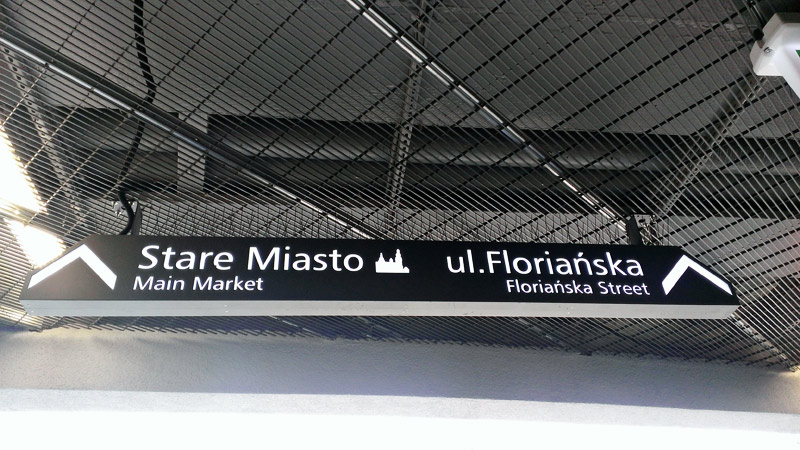 Stare Miasto
Main Market
ul.Floriańska
Floriańska Street